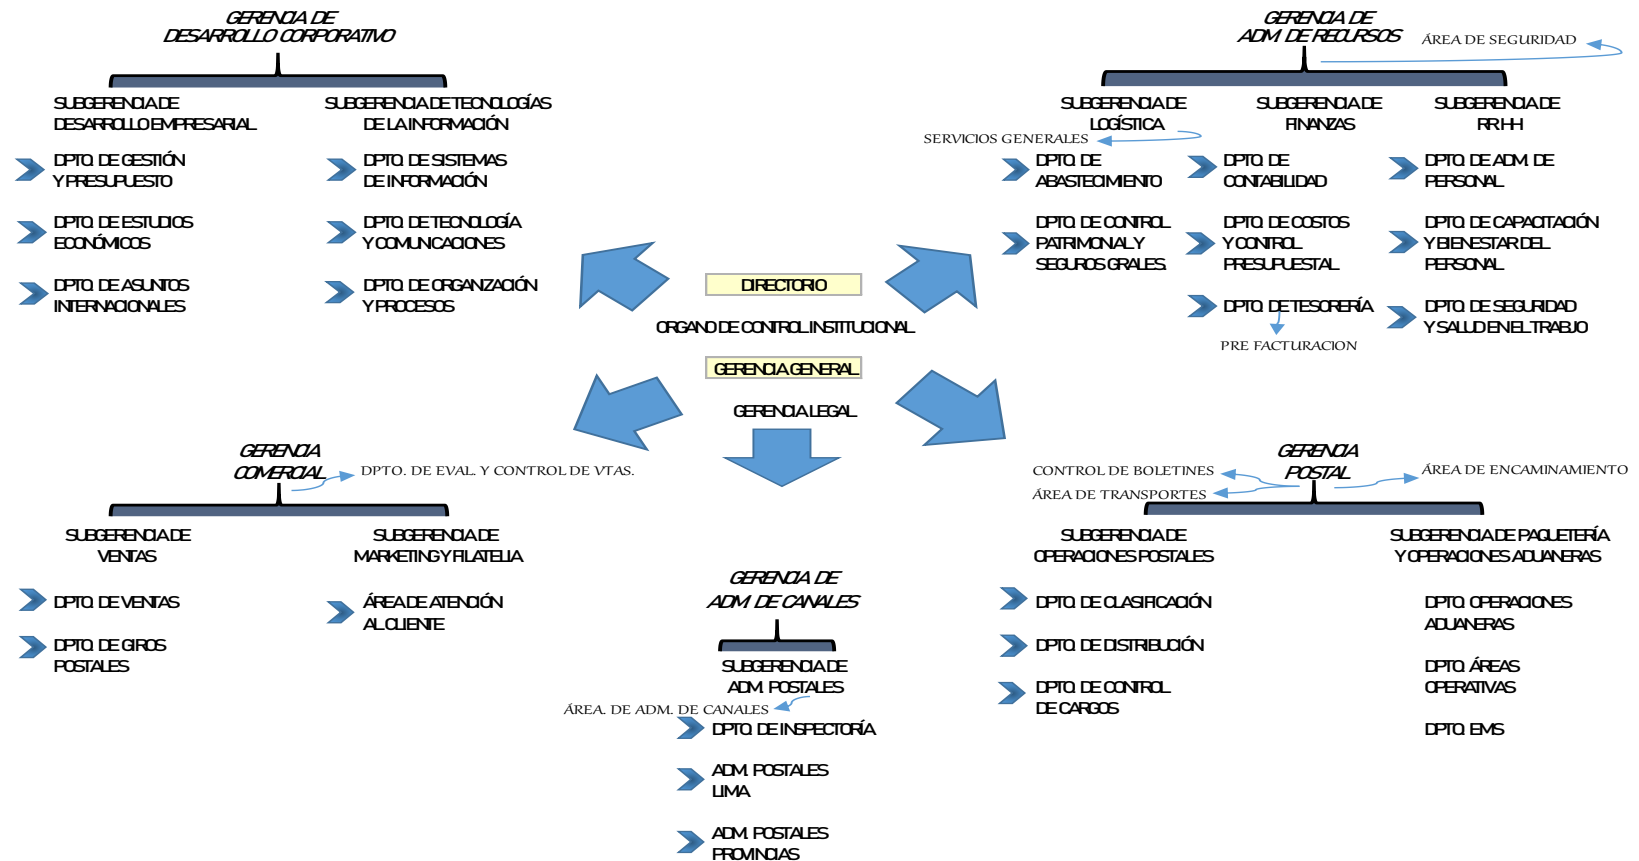 GERENCIA DE
DESARROLLO CORPORATIVO
SUBGERENCIA DE
DESARROLLO EMPRESARIAL
DPTO. DE GESTIÓN
Y PRESUPUESTO
DPTO. DE ESTUDIOS
ECONÓMICOS
DPTO. DE ASUNTOS
INTERNACIONALES
SUBGERENCIA DE TECNOLOGÍAS
DE LA INFORMACIÓN
DPTO. DE SISTEMAS
DE INFORMACIÓN
DPTO. DE TECNOLOGÍA
Y COMUNICACIONES
DPTO. DE ORGANIZACIÓN
Y PROCESOS
GERENCIA DE
ADM. DE RECURSOS
ÁREA DE SEGURIDAD
SUBGERENCIA DE
LOGÍSTICA
SERVICIOS GENERALES
DPTO. DE
ABASTECIMIENTO
DPTO. DE CONTROL
PATRIMONIAL Y
SEGUROS GRALES.
SUBGERENCIA DE
FINANZAS
DPTO. DE
CONTABILIDAD
DPTO. DE COSTOS
Y CONTROL
PRESUPUESTAL
DPTO. DE TESORERÍA
PRE FACTURACION
SUBGERENCIA DE
RR HH
DPTO. DE ADM. DE
PERSONAL
DPTO. DE CAPACITACIÓN
Y BIENESTAR DEL
PERSONAL
DPTO. DE SEGURIDAD
Y SALUD EN EL TRABJO
DIRECTORIO
ORGANO DE CONTROL INSTITUCIONAL
GERENCIA GENERAL
GERENCIA LEGAL
GERENCIA
COMERCIAL
DPTO. DE EVAL. Y CONTROL DE VTAS.
SUBGERENCIA DE
VENTAS
DPTO. DE VENTAS
DPTO. DE GIROS
POSTALES
SUBGERENCIA DE
MARKETING Y FILATELIA
ÁREA DE ATENCIÓN
AL CLIENTE
GERENCIA DE
ADM. DE CANALES
SUBGERENCIA DE
ADM. POSTALES
ÁREA. DE ADM. DE CANALES
DPTO. DE INSPECTORÍA
ADM. POSTALES
LIMA
ADM. POSTALES
PROVINCIAS
GERENCIA
POSTAL
CONTROL DE BOLETINES
ÁREA DE TRANSPORTES
ÁREA DE ENCAMINAMIENTO
SUBGERENCIA DE
OPERACIONES POSTALES
DPTO. DE CLASIFICACIÓN
DPTO. DE DISTRIBUCIÓN
DPTO. DE CONTROL
DE CARGOS
SUBGERENCIA DE PAQUETERÍA
Y OPERACIONES ADUANERAS
DPTO. OPERACIONES
ADUANERAS
DPTO. ÁREAS
OPERATIVAS
DPTO. EMS